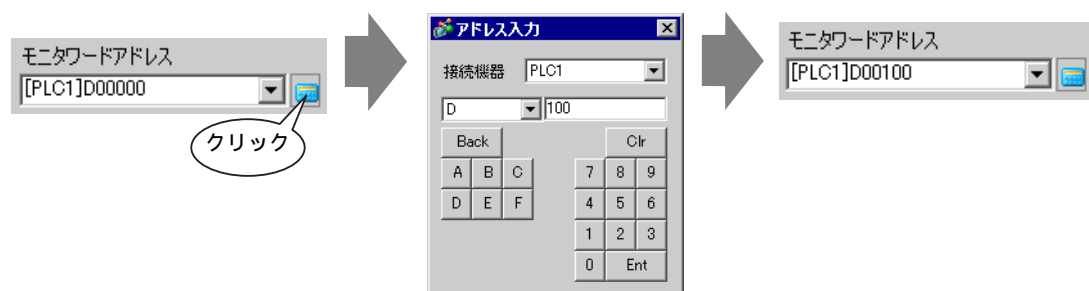 モニタワードアドレス
[PLC1]D00000
クリック
アドレス入力
接続機器 PLC1
D 100
Back Clr
A B C 7 8 9
D E F 4 5 6
1 2 3
0 Ent
モニタワードアドレス
[PLC1]D00100